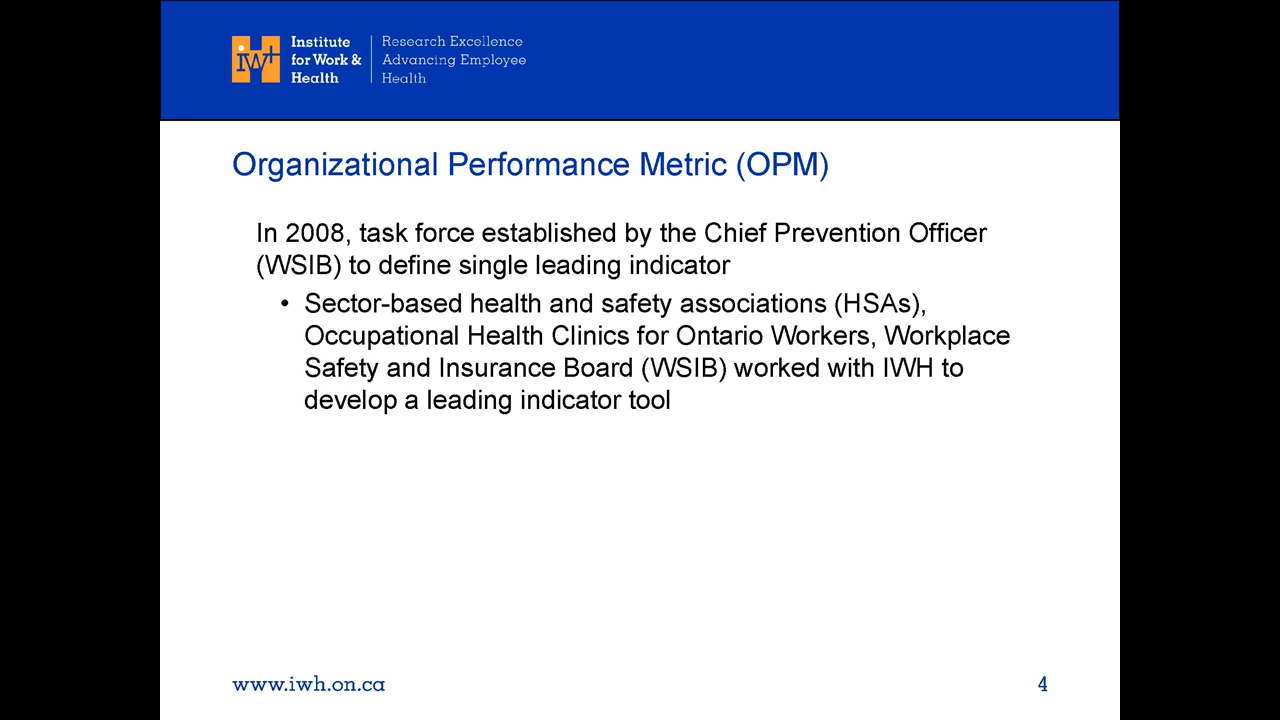 iw+
Institute
for Work &
Health
Research Excellence
Advancing Employee
Health
Organizational Performance Metric (OPM)
In 2008, task force established by the Chief Prevention Officer
(WSIB) to define single leading indicator
• Sector-based health and safety associations (HSAs),
Occupational Health Clinics for Ontario Workers, Workplace
Safety and Insurance Board (WSIB) worked with IWH to
develop a leading indicator tool
www.iwh.on.ca
4